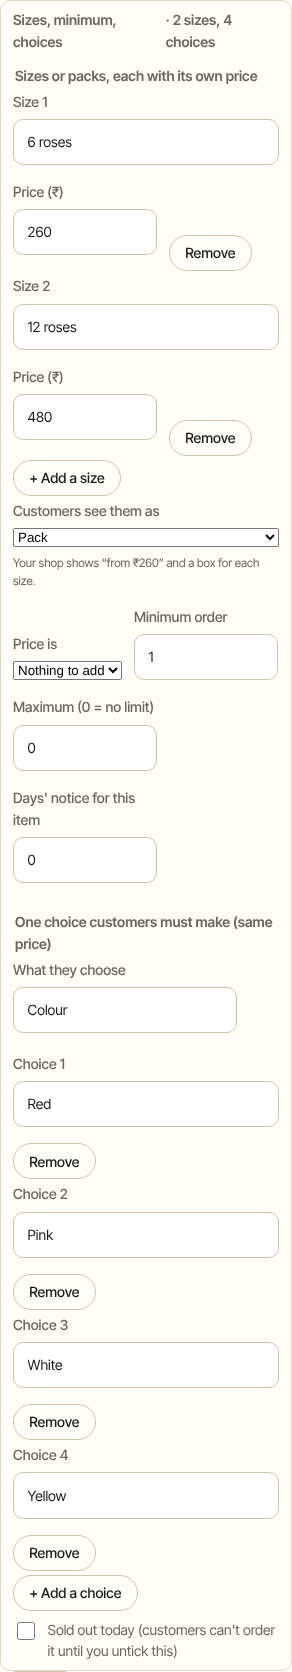 Sizes, minimum, choices
· 2 sizes, 4 choices
Sizes or packs, each with its own price
Size 1
6 roses
Price (₹)
260
Remove
Size 2
12 roses
Price (₹)
480
Remove
+ Add a size
Customers see them as
Pack
Your shop shows “from ₹260” and a box for each
size.
Price is
Nothing to add
Minimum order
1
Maximum (0 = no limit)
0
Days' notice for this
item
0
One choice customers must make (same
price)
What they choose
Colour
Choice 1
Red
Remove
Choice 2
Pink
Remove
Choice 3
White
Remove
Choice 4
Yellow
Remove
+ Add a choice
Sold out today (customers can't order
it until you untick this)